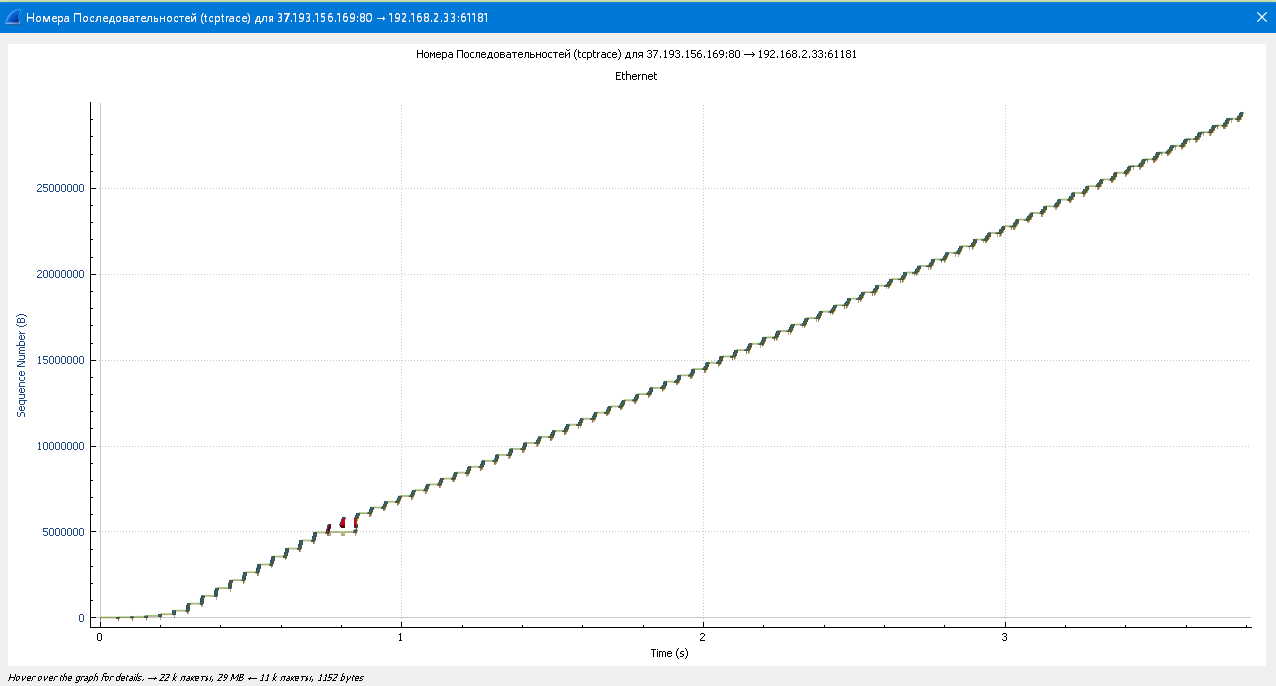 Номера Последовательностей (tcptrace) для 37.193.156.169:80 → 192.168.2.33:61181
Номера Последовательностей (tcptrace) для 37.193.156.169:80 → 192.168.2.33:61181
Ethernet
Sequence Number (B)
25000000
20000000
15000000
10000000
5000000
0
0 1 2 3
Time (s)
Hover over the graph for details. → 22 k пакеты, 29 MB ← 11 k пакеты, 1152 bytes